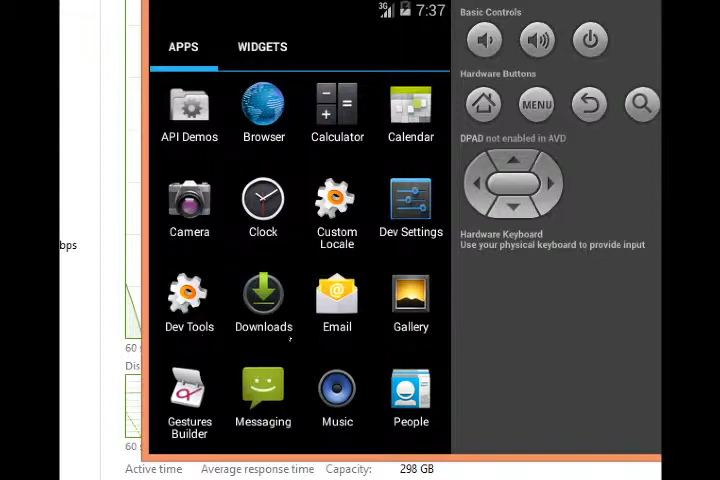 3G 7:37
Basic Controls
APPS WIDGETS
Hardware Buttons
MENU
API Demos Browser Calculator Calendar
DPAD not enabled in AVD
Camera Clock Custom Locale Dev Settings
Hardware Keyboard
Use your physical keyboard to provide input
bps
Dev Tools Downloads Email Gallery
60
Dis
Gestures Builder Messaging Music People
60
Active time Average response time Capacity: 298 GB